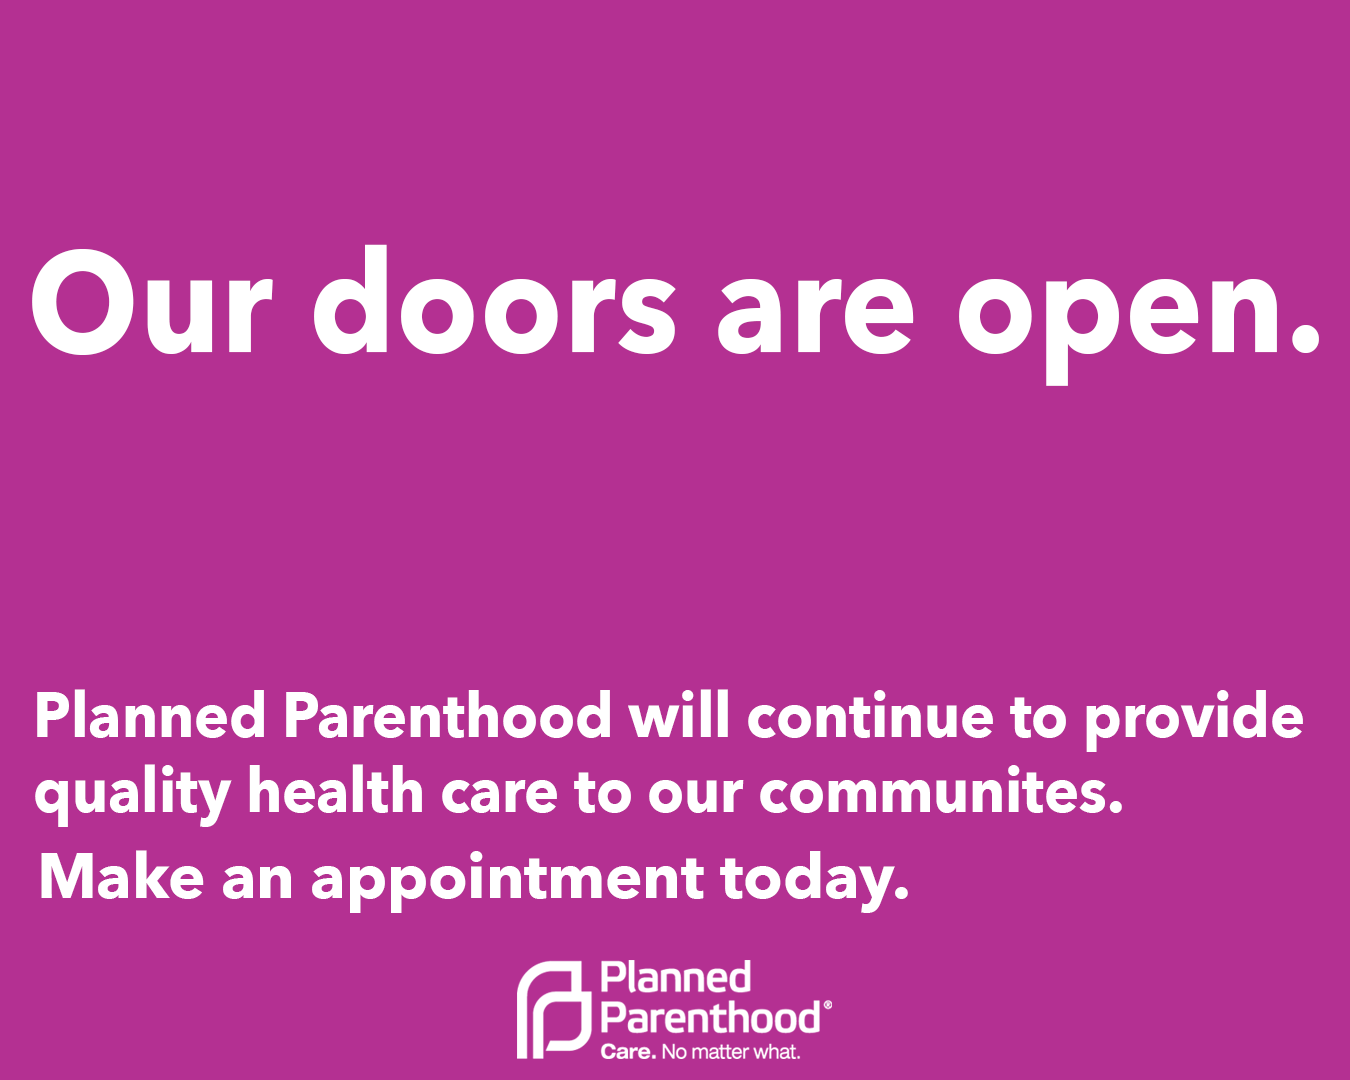 Our doors are open.
Planned Parenthood will continue to provide
quality health care to our communites.
Make an appointment today.
Planned
Parenthood®
Care. No matter what.